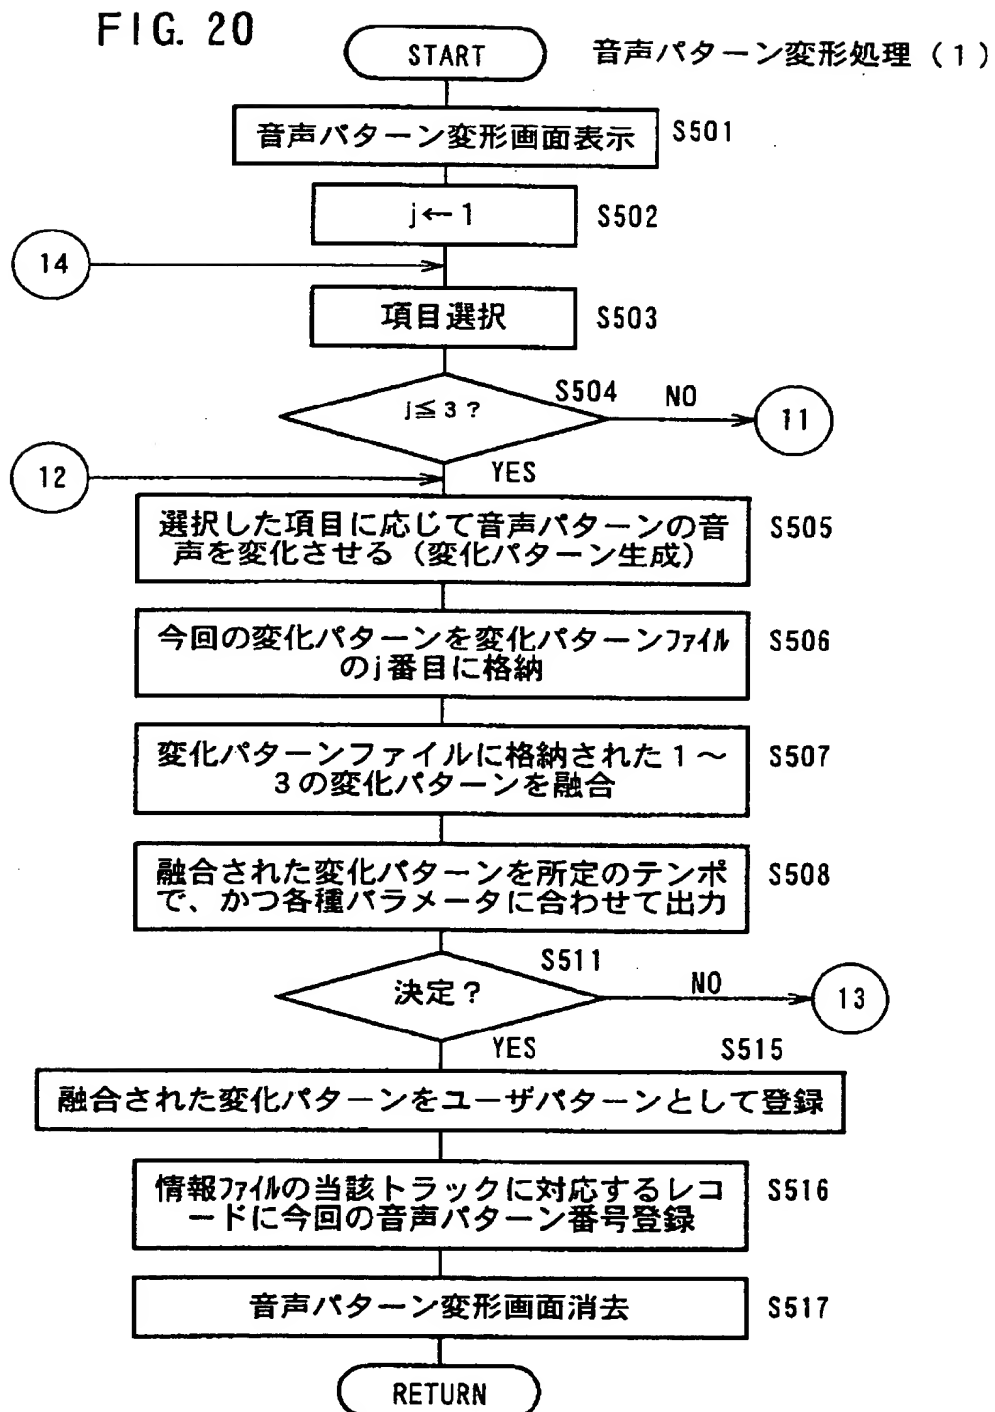 FIG. 20
START
音声パターン変形処理（1）
音声パターン変形画面表示
S501
j←1
S502
14
項目選択
S503
j≦3？
S504
NO
11
12
YES
選択した項目に応じて音声パターンの音
声を変化させる（変化パターン生成）
S505
今回の変化パターンを変化パターンファイル
のj番目に格納
S506
変化パターンファイルに格納された1～
3の変化パターンを融合
S507
融合された変化パターンを所定のテンポ
で、かつ各種パラメータに合わせて出力
S508
決定？
S511
NO
13
YES
S515
融合された変化パターンをユーザパターンとして登録
情報ファイルの当該トラックに対応するレコ
ードに今回の音声パターン番号登録
S516
音声パターン変形画面消去
S517
RETURN